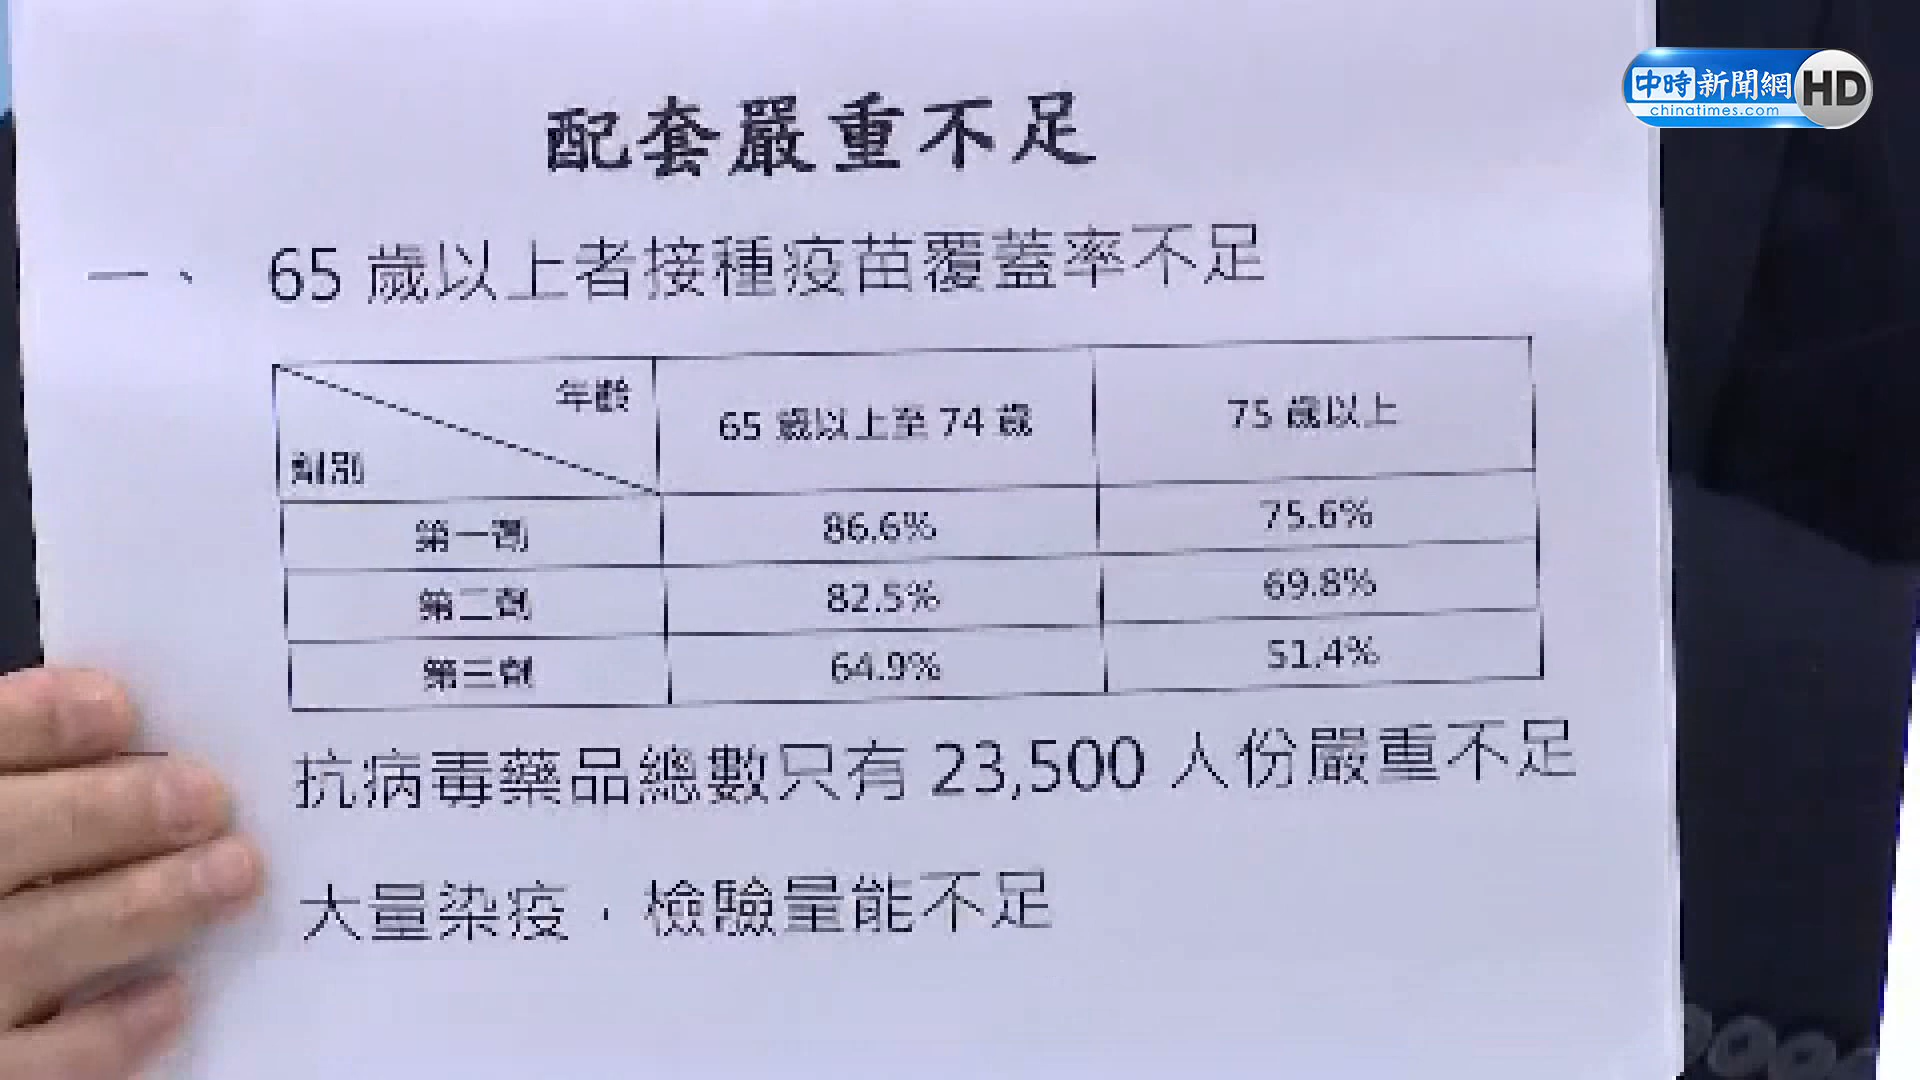 中時新聞網 HD
chinatimes.com
配套嚴重不足
一、 65 歲以上者接種疫苗覆蓋率不足
年齡
劑別
65 歲以上至 74 歲
75 歲以上
第一劑 86.6% 75.6%
第二劑 82.5% 69.8%
第三劑 64.9% 51.4%
抗病毒藥品總數只有 23,500 人份嚴重不足
大量染疫，檢驗量能不足